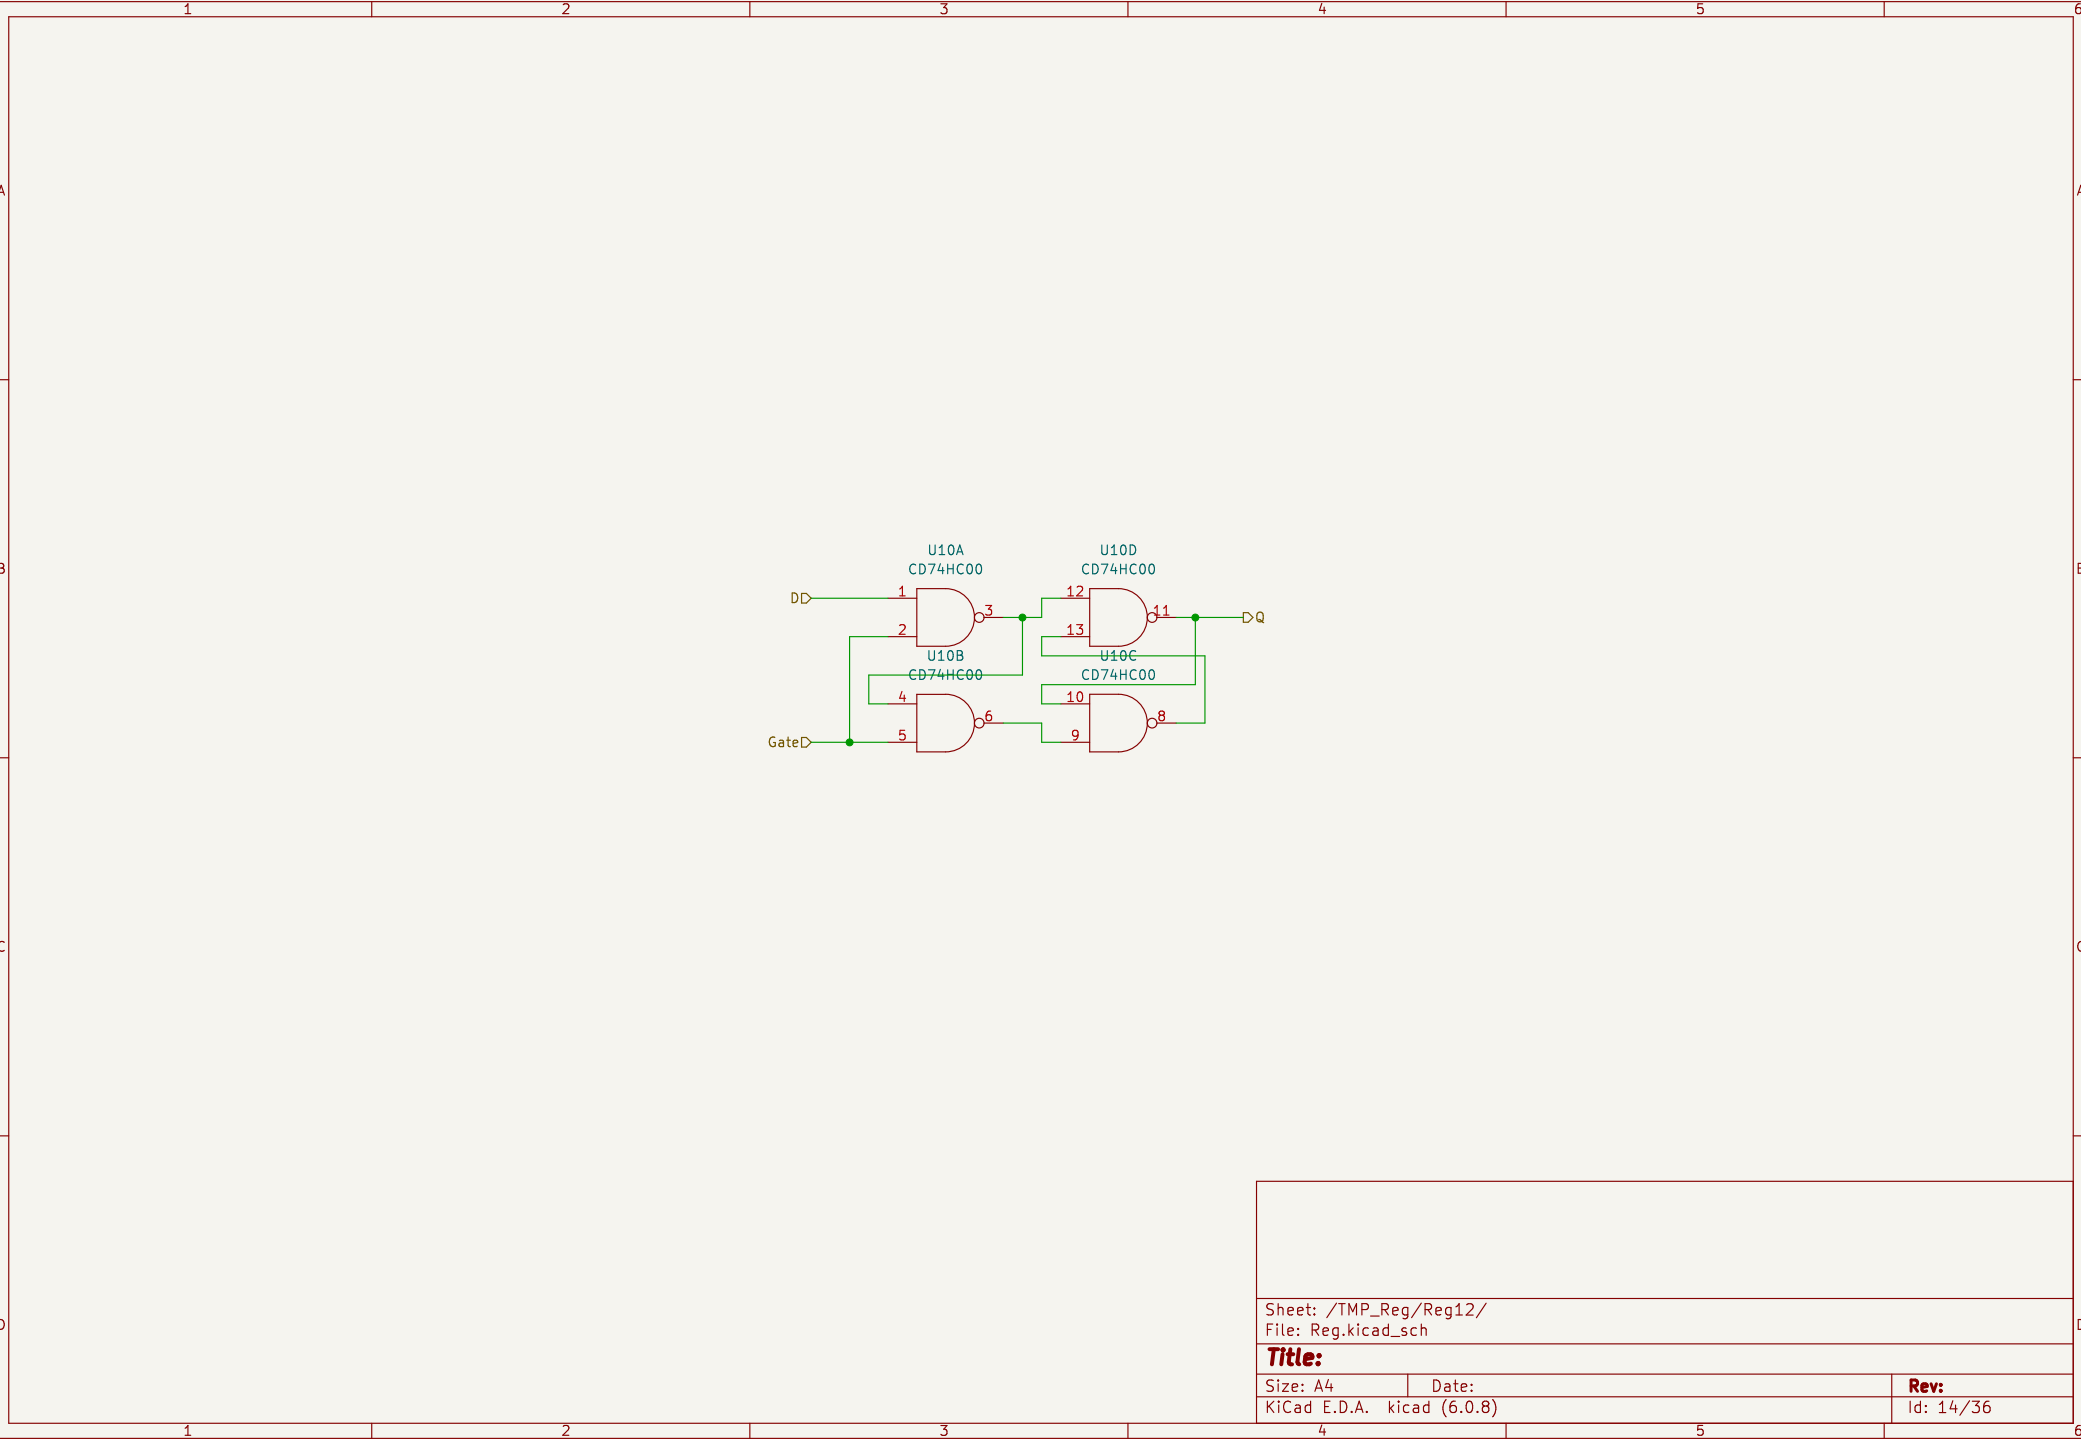 1 2 3 4 5 6
A A
B B
C C
D D
U10A U10D
CD74HC00 CD74HC00
D 1 3 12 11 Q
2 13
U10B U10C
CD74HC00 CD74HC00
4 6 10 8
Gate 5 9
Sheet: /TMP_Reg/Reg12/
File: Reg.kicad_sch
Title:
Size: A4 Date: Rev:
KiCad E.D.A. kicad (6.0.8) Id: 14/36
1 2 3 4 5 6